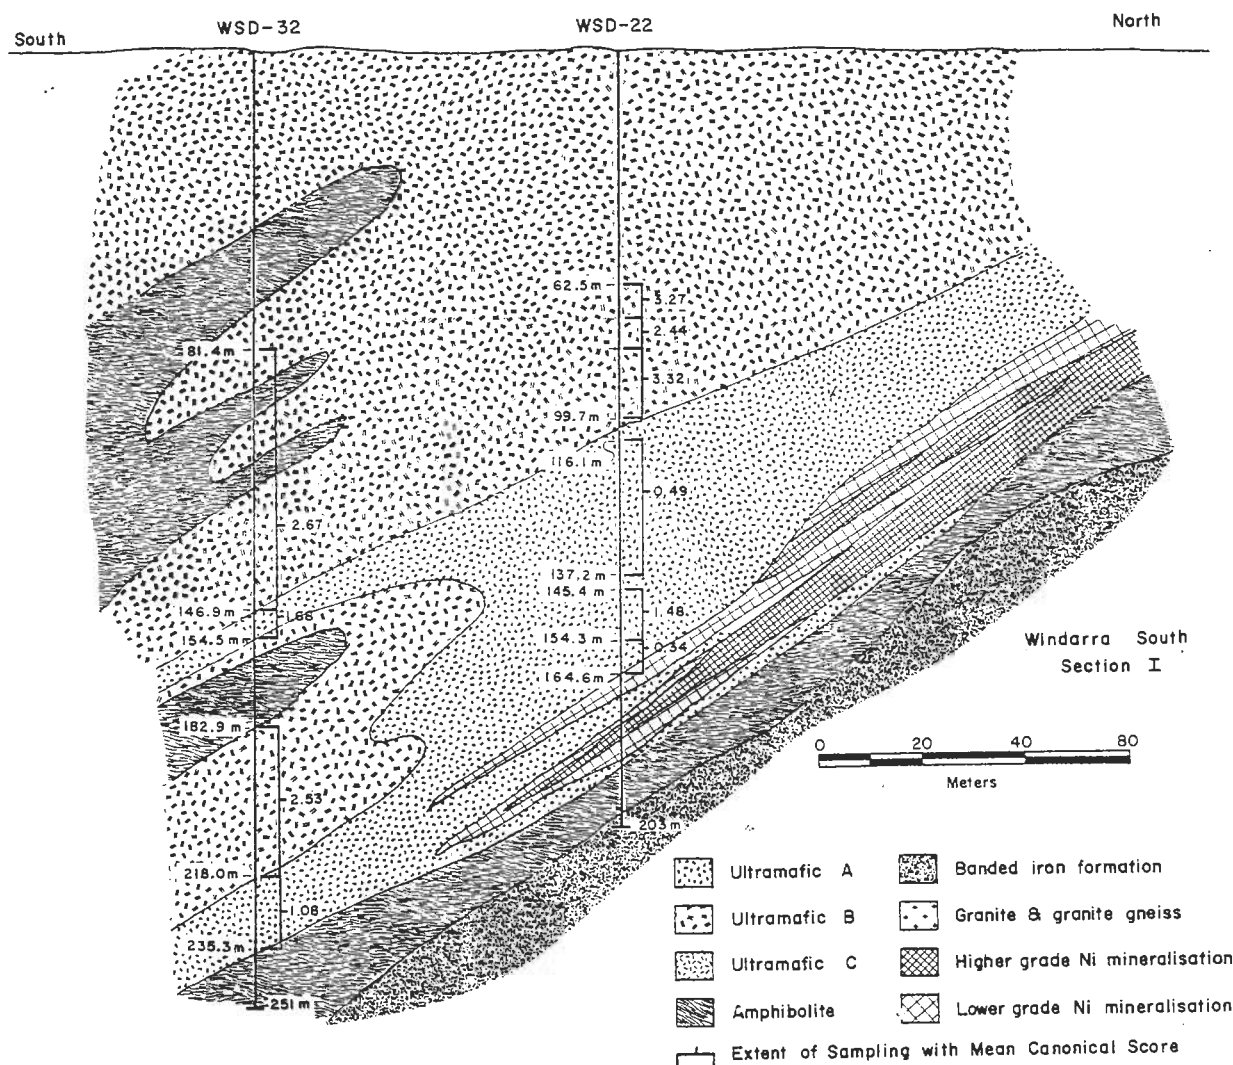 South
WSD-32
WSD-22
North
62.5m
3.27
2.44
81.4m
3.32
99.7m
116.1m
0.49
2.67
137.2m
145.4m
146.9m
1.68
1.48
154.5m
154.3m
0.34
164.6m
Windarra South
Section I
182.9m
0 20 40 80
Meters
2.53
203m
218.0m
1.08
235.3m
251m
Ultramafic A
Banded iron formation
Ultramafic B
Granite & granite gneiss
Ultramafic C
Higher grade Ni mineralisation
Amphibolite
Lower grade Ni mineralisation
Extent of Sampling with Mean Canonical Score